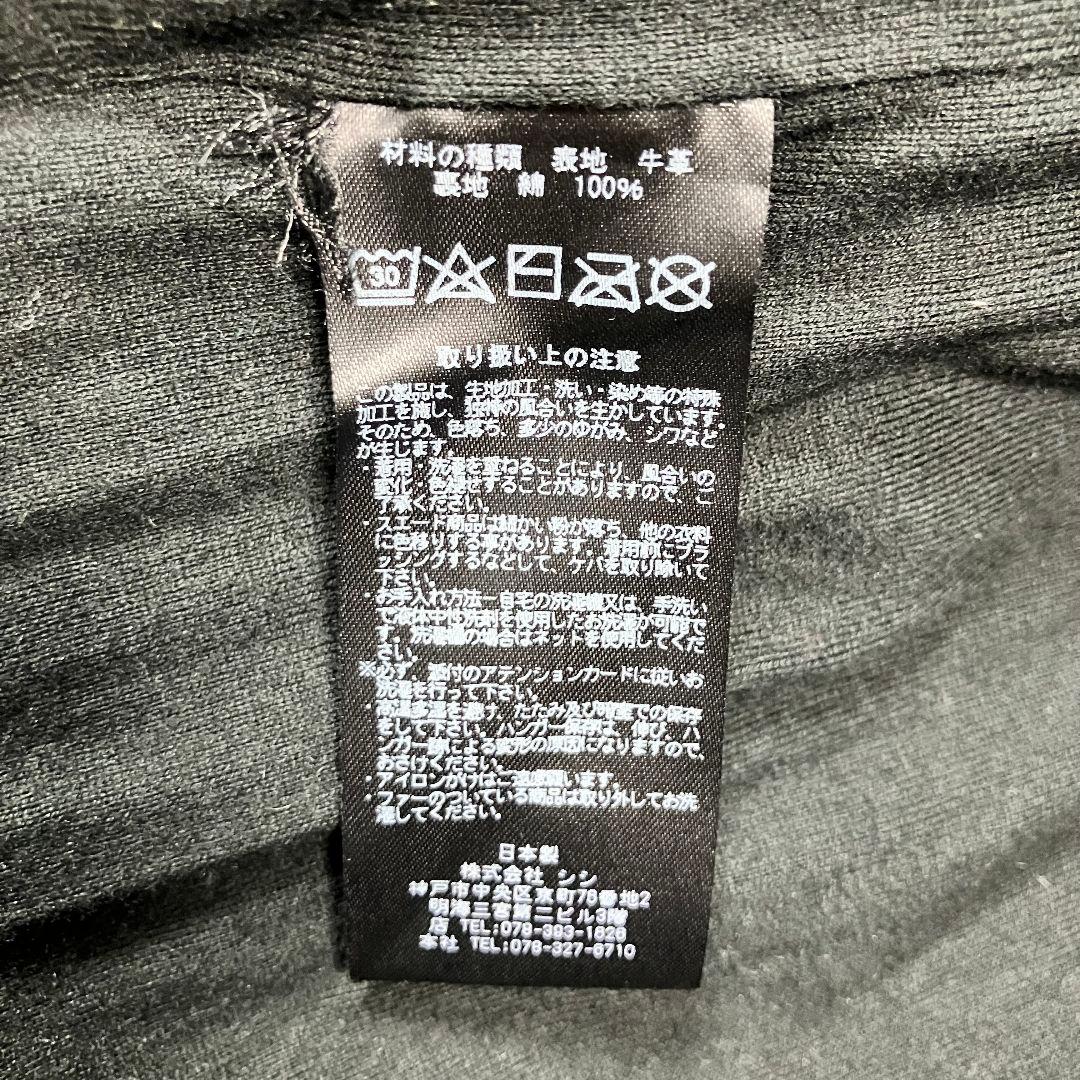 材料の種類 表地 牛革
裏地 綿 100%
30
取り扱い上の注意
この製品は、生地加工・洗い・染め等の特殊
加工を施し、独特の風合いを生かしています。
そのため、色落ち、多少のゆがみ、シワなど
が生じます。
・着用・洗濯を重ねることにより、風合いの
変化、色褪せすることがありますので、ご
了承ください。
・スエード商品は細かい粉が落ち、他の衣料
に色移りする事があります。着用前にブラ
ッシングするなどして、ケバを取り除いて
下さい。
お手入れ方法ー自宅の洗濯機又は、手洗い
で液体中性洗剤を使用したお洗濯が可能で
す。洗濯機の場合はネットを使用してくだ
さい。
※必ず、添付のアテンションカードに従いお
洗濯を行って下さい。
高温多湿を避け、たたみ及び平置での保存
をして下さい。ハンガー保存は、伸び、ハ
ンガー跡による変形の原因になりますので
おさけください。
・アイロンかけはご遠慮願います。
・ファーのついている商品は取り外してお洗
濯してください。
日本製
株式会社 シン
神戸市中央区京町78番地2
明海三宮第二ビル3階
店 TEL:078-393-1826
本社 TEL:078-327-6710